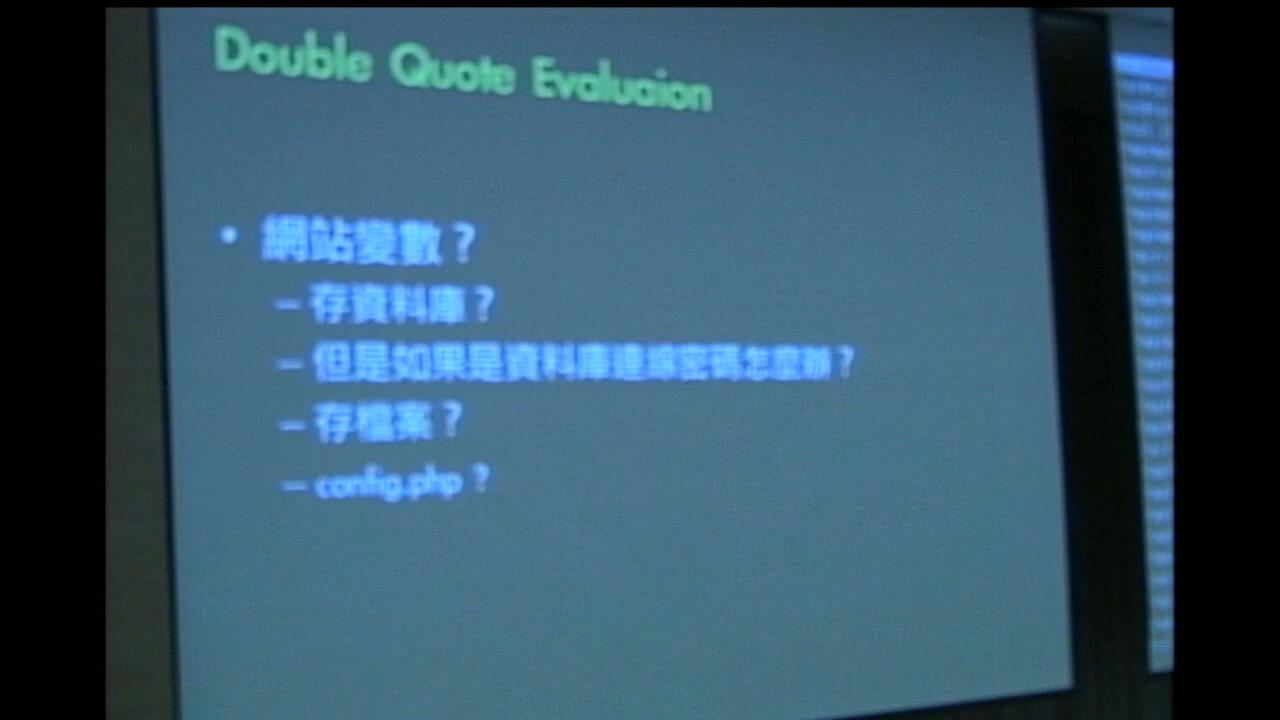 Double Quote Evaluaion
• 網站變數？
– 存資料庫？
– 但是如果是資料庫連線密碼怎麼辦？
– 存檔案？
– config.php ?